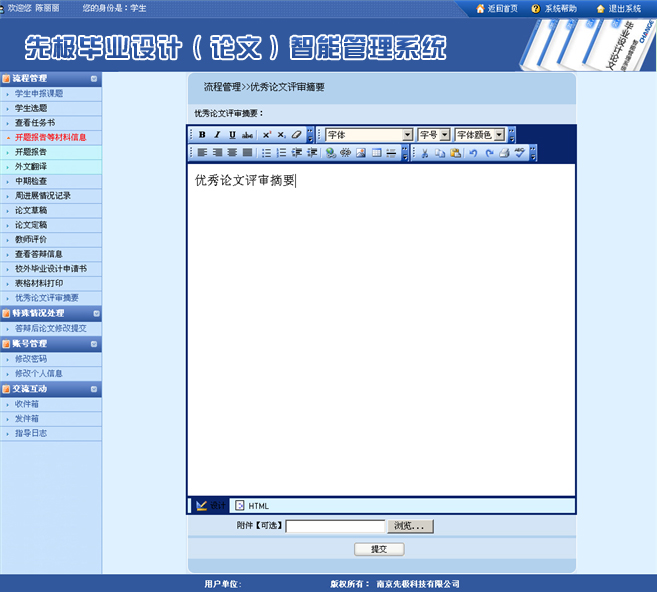 欢迎您 陈丽丽 您的身份是：学生
返回首页 系统帮助 退出系统
先极毕业设计（论文）智能管理系统
毕业设计论文
流程管理
学生申报课题
学生选题
查看任务书
开题报告等材料信息
开题报告
外文翻译
中期检查
周进展情况记录
论文草稿
论文定稿
教师评价
查看答辩信息
校外毕业设计申请书
表格材料打印
优秀论文评审摘要
特殊情况处理
答辩后论文修改提交
账号管理
修改密码
修改个人信息
交流互动
收件箱
发件箱
指导日志
流程管理>>优秀论文评审摘要
优秀论文评审摘要：
B I U abc x² x₂
字体 字号 字体颜色
优秀论文评审摘要
设计 HTML
附件【可选】 浏览...
提交
用户单位： 版权所有： 南京先极科技有限公司